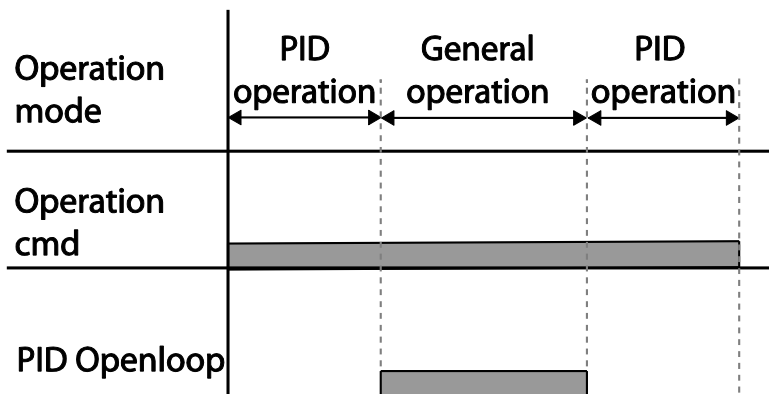 Operation
mode
PID
operation
General
operation
PID
operation
Operation
cmd
PID Openloop